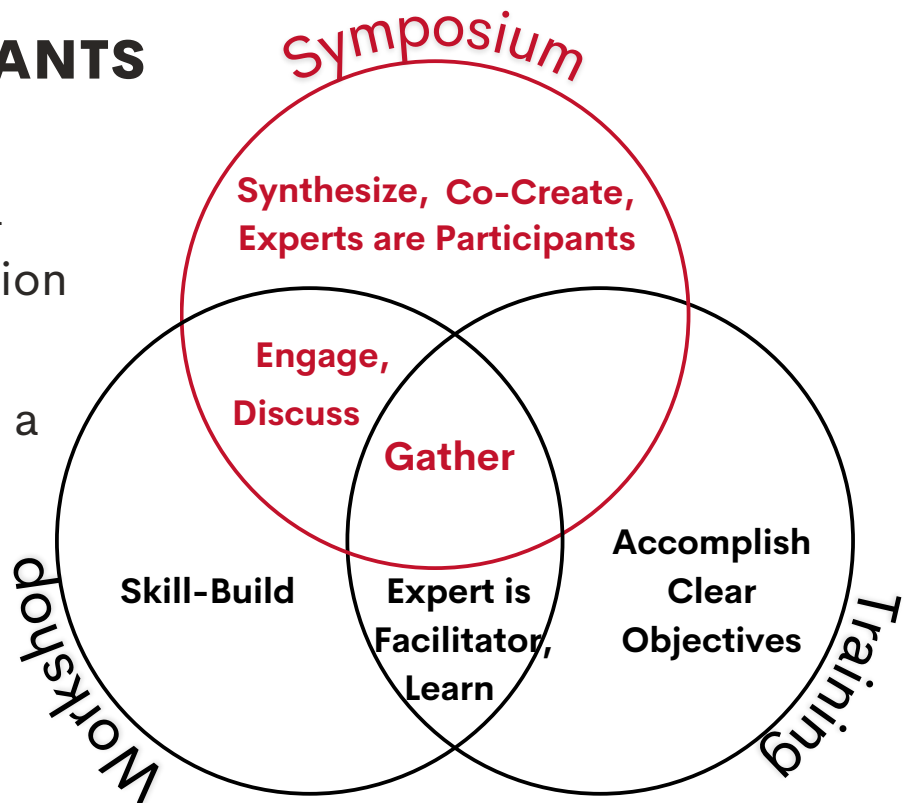 ANTS
ion
a
Symposium
Synthesize, Co-Create,
Experts are Participants
Engage,
Discuss
Gather
Skill-Build
Expert is
Facilitator,
Learn
Accomplish
Clear
Objectives
Workshop
Training